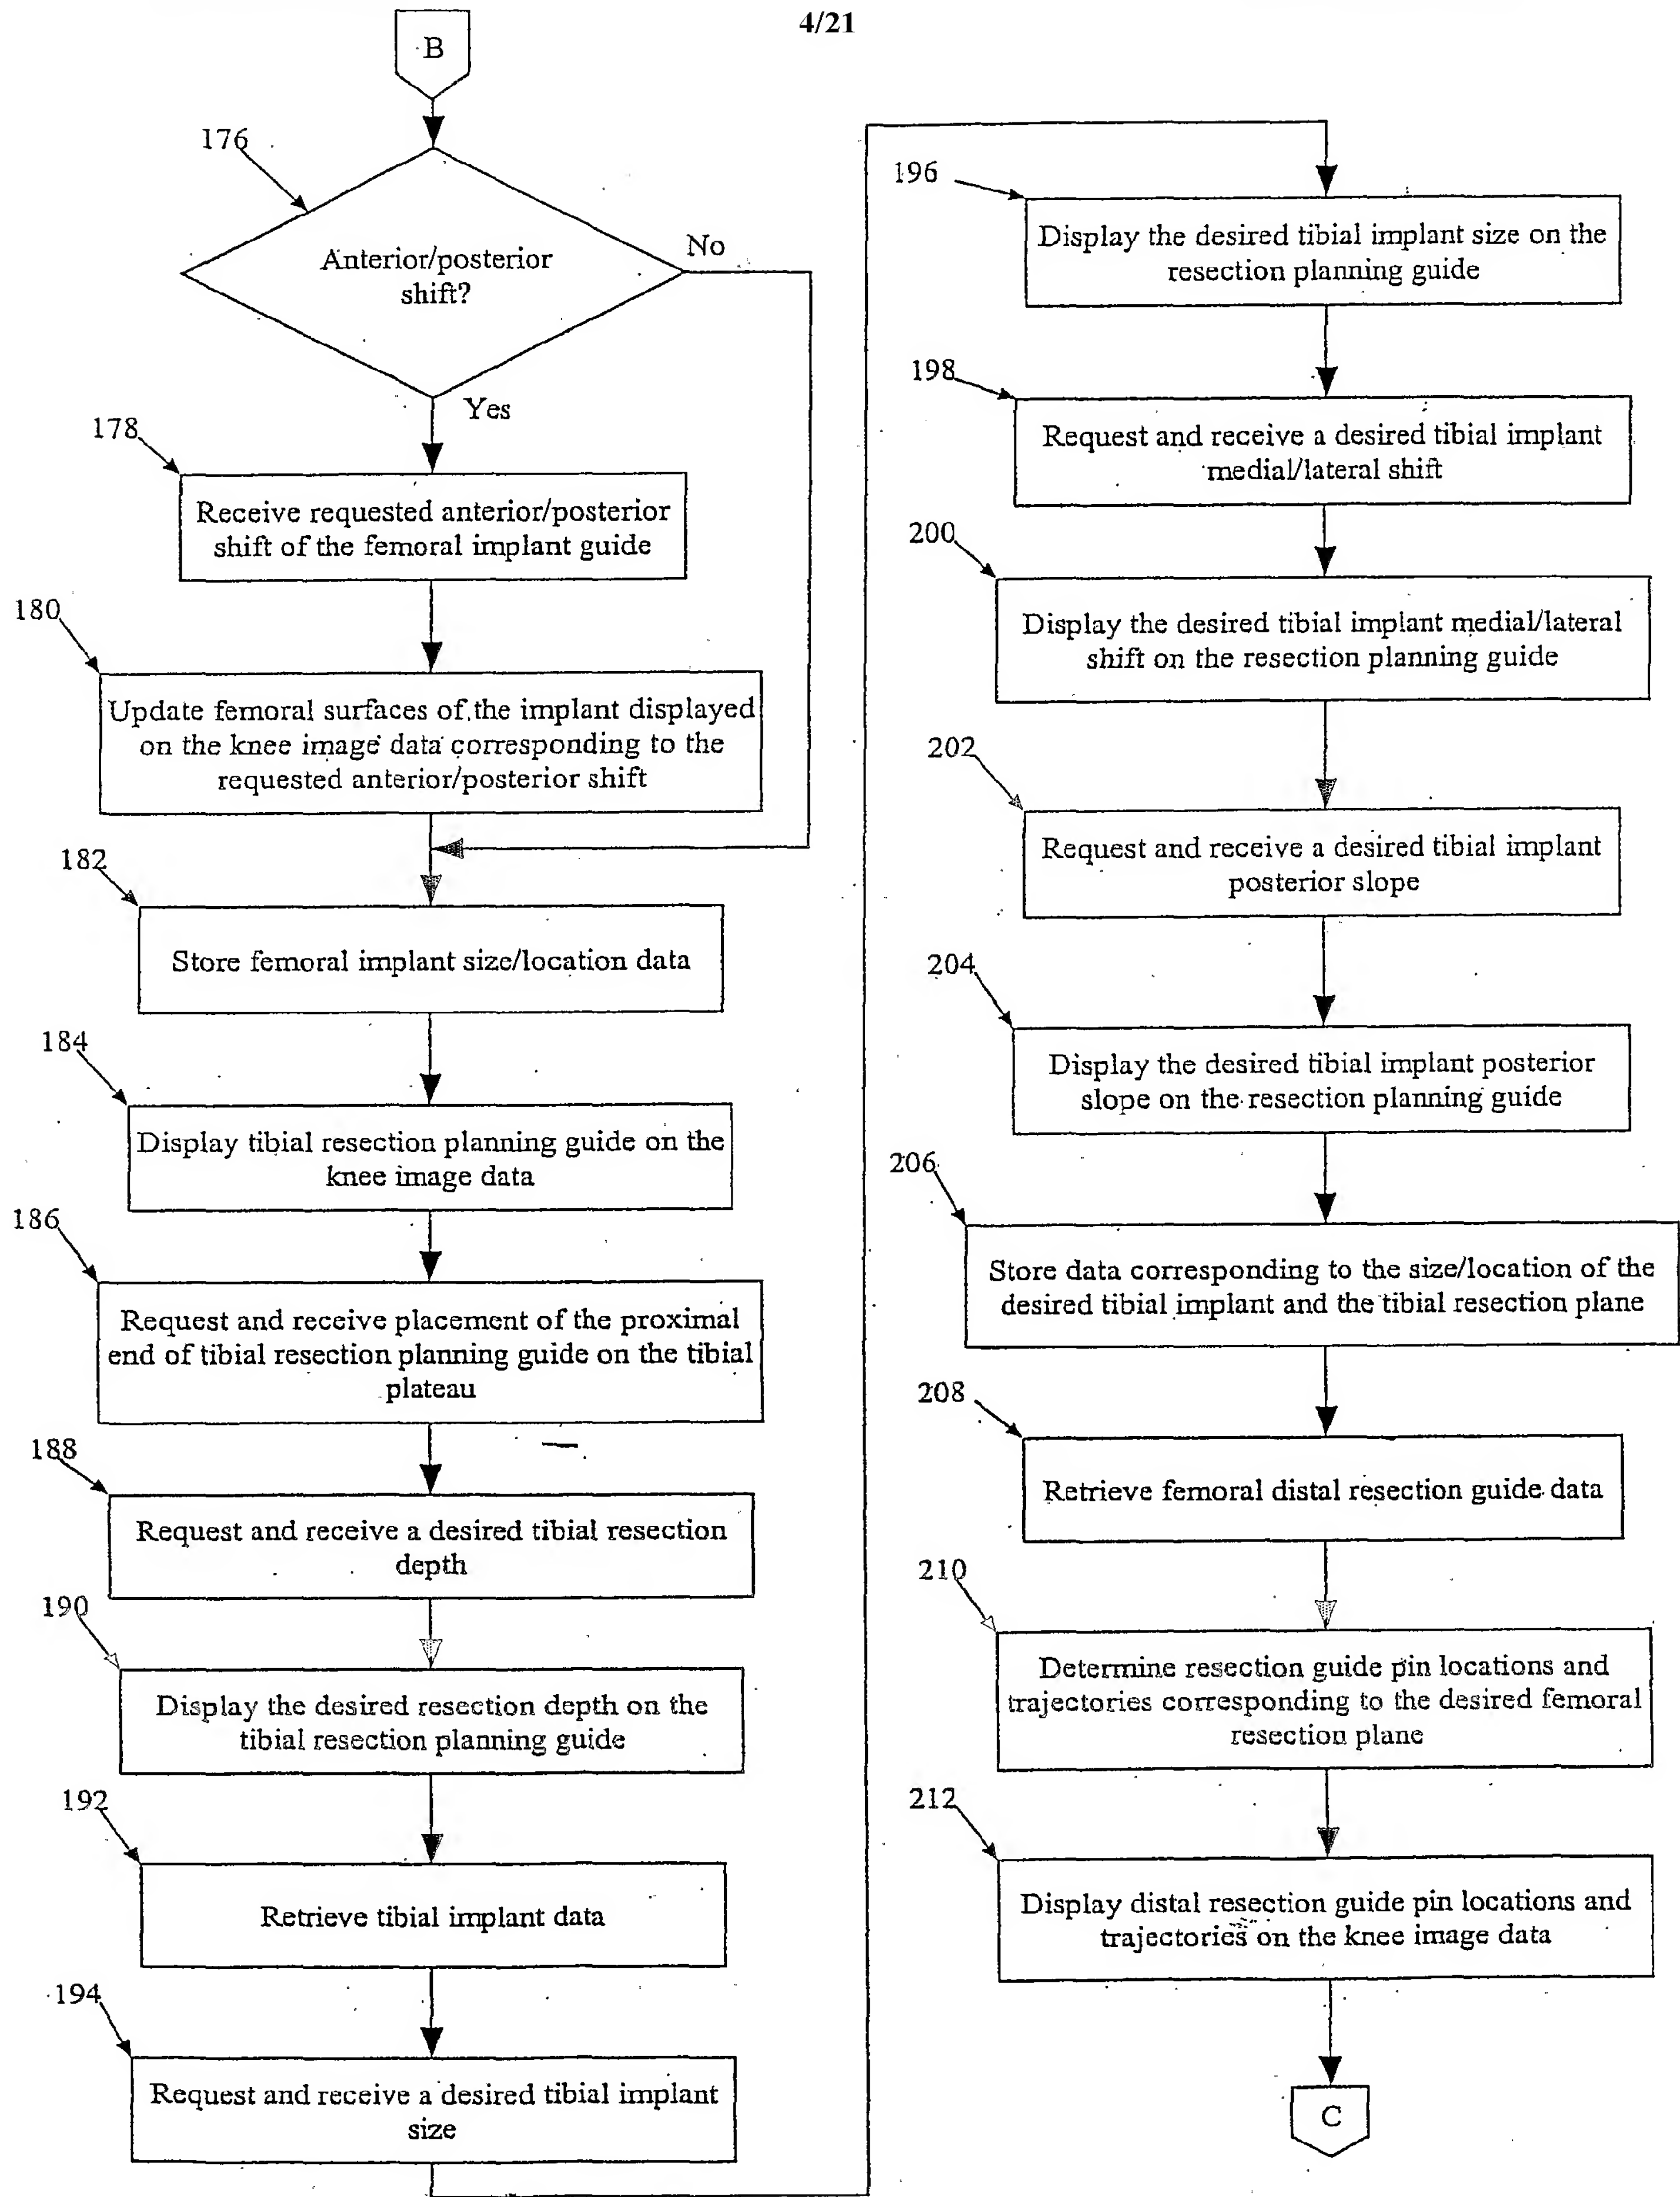 4/21
B
176
Anterior/posterior
shift?
No
Yes
178
Receive requested anterior/posterior
shift of the femoral implant guide
180
Update femoral surfaces of the implant displayed
on the knee image data corresponding to the
requested anterior/posterior shift
182
Store femoral implant size/location data
184
Display tibial resection planning guide on the
knee image data
186
Request and receive placement of the proximal
end of tibial resection planning guide on the tibial
plateau
188
Request and receive a desired tibial resection
depth
190
Display the desired resection depth on the
tibial resection planning guide
192
Retrieve tibial implant data
194
Request and receive a desired tibial implant
size
196
Display the desired tibial implant size on the
resection planning guide
198
Request and receive a desired tibial implant
medial/lateral shift
200
Display the desired tibial implant medial/lateral
shift on the resection planning guide
202
Request and receive a desired tibial implant
posterior slope
204
Display the desired tibial implant posterior
slope on the resection planning guide
206
Store data corresponding to the size/location of the
desired tibial implant and the tibial resection plane
208
Retrieve femoral distal resection guide data
210
Determine resection guide pin locations and
trajectories corresponding to the desired femoral
resection plane
212
Display distal resection guide pin locations and
trajectories on the knee image data
C